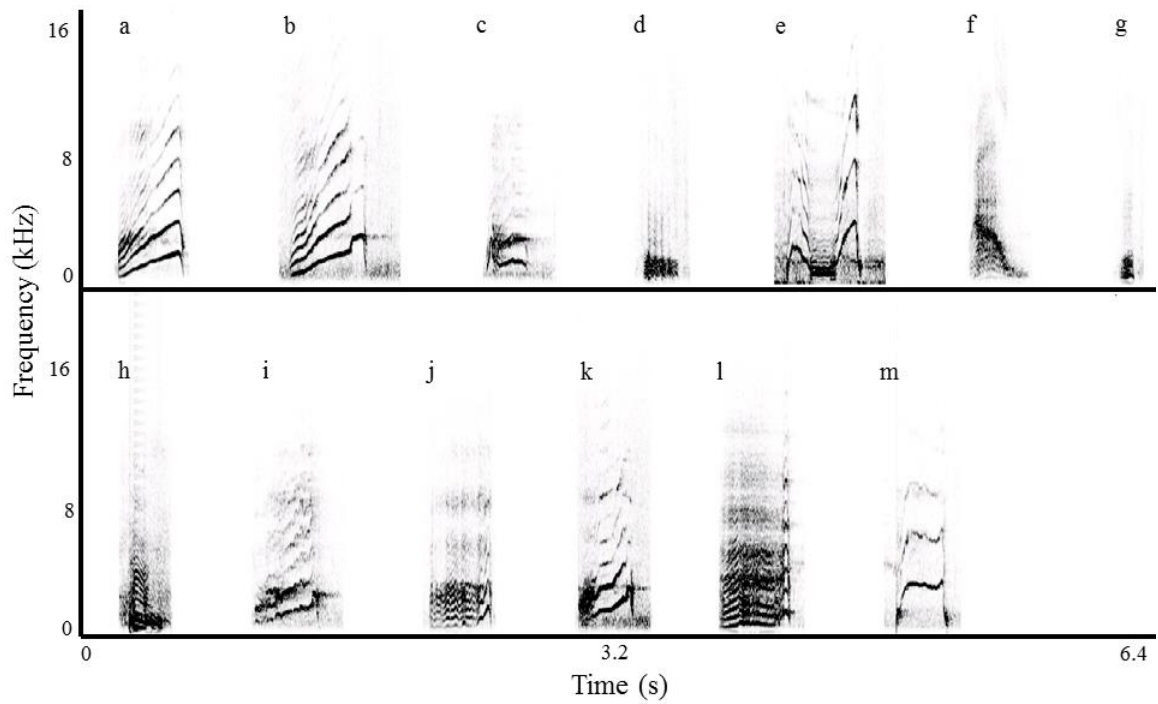 16 a b c d e f g
8
0
Frequency (kHz)
16 h i j k l m
8
0
0 3.2 6.4
Time (s)